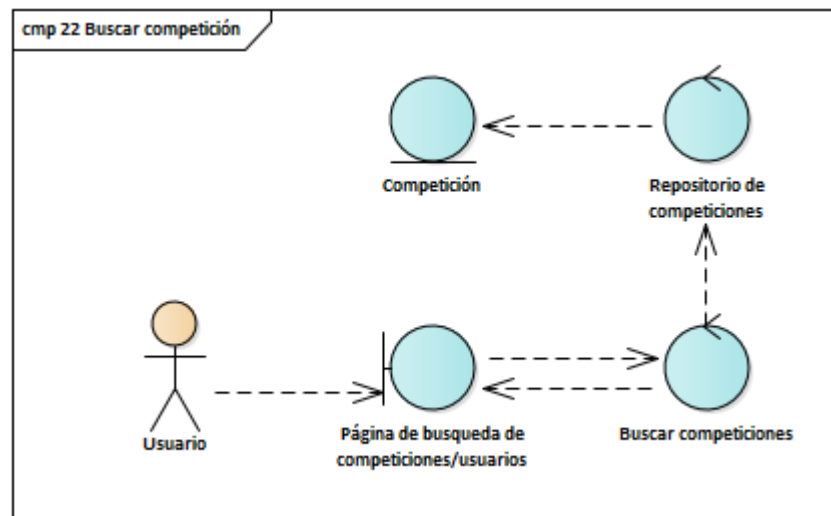 cmp 22 Buscar competición
Competición
Repositorio de
competiciones
Usuario
Página de busqueda de
competiciones/usuarios
Buscar competiciones